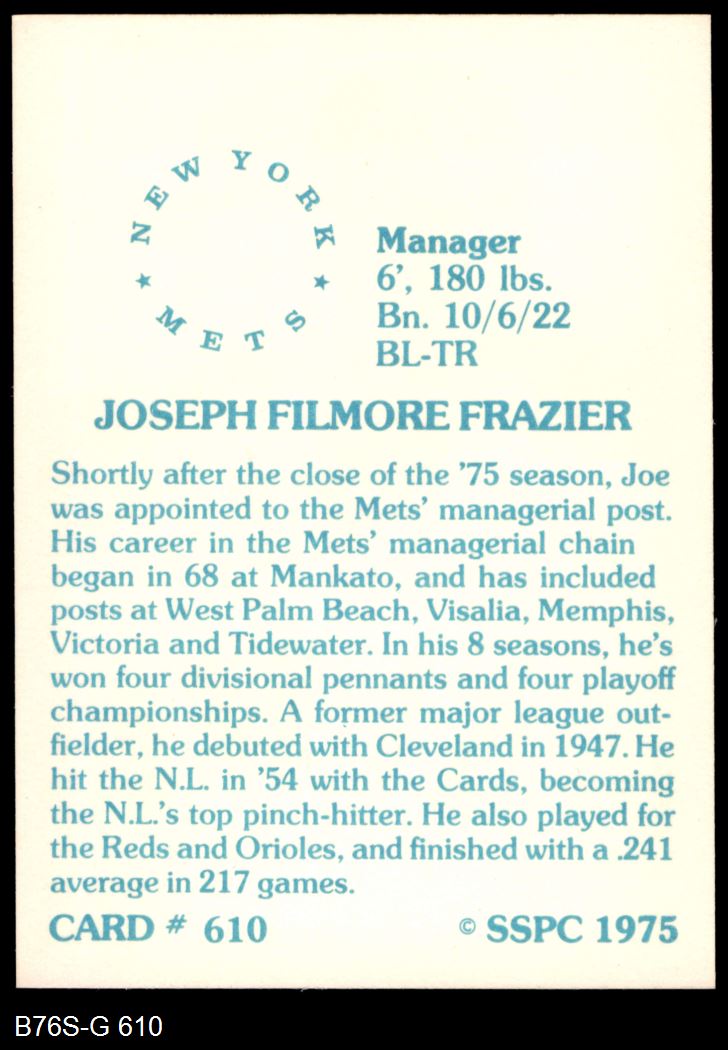 NEW YORK
★ METS ★
Manager
6', 180 lbs.
Bn. 10/6/22
BL-TR
JOSEPH FILMORE FRAZIER
Shortly after the close of the '75 season, Joe
was appointed to the Mets' managerial post.
His career in the Mets' managerial chain
began in 68 at Mankato, and has included
posts at West Palm Beach, Visalia, Memphis,
Victoria and Tidewater. In his 8 seasons, he's
won four divisional pennants and four playoff
championships. A former major league out-
fielder, he debuted with Cleveland in 1947. He
hit the N.L. in '54 with the Cards, becoming
the N.L.'s top pinch-hitter. He also played for
the Reds and Orioles, and finished with a .241
average in 217 games.
CARD # 610 © SSPC 1975
B76S-G 610